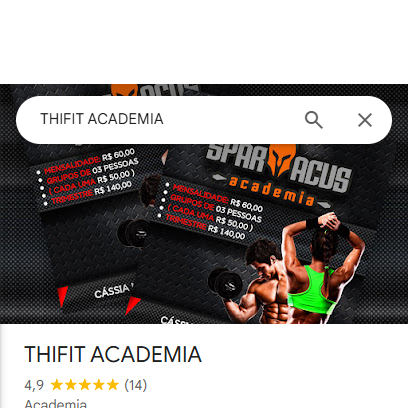 THIFIT ACADEMIA
SPARTACUS
academia
MENSALIDADE: R$ 60,00
GRUPOS DE 03 PESSOAS
( CADA UMA R$ 50,00 )
TRIMESTRE R$ 140,00
MENSALIDADE: R$ 60,00
GRUPOS DE 03 PESSOAS
( CADA UMA R$ 50,00 )
TRIMESTRE R$ 140,00
CÁSSIA
CÁSSIA
THIFIT ACADEMIA
4,9 ★★★★★ (14)
Academia